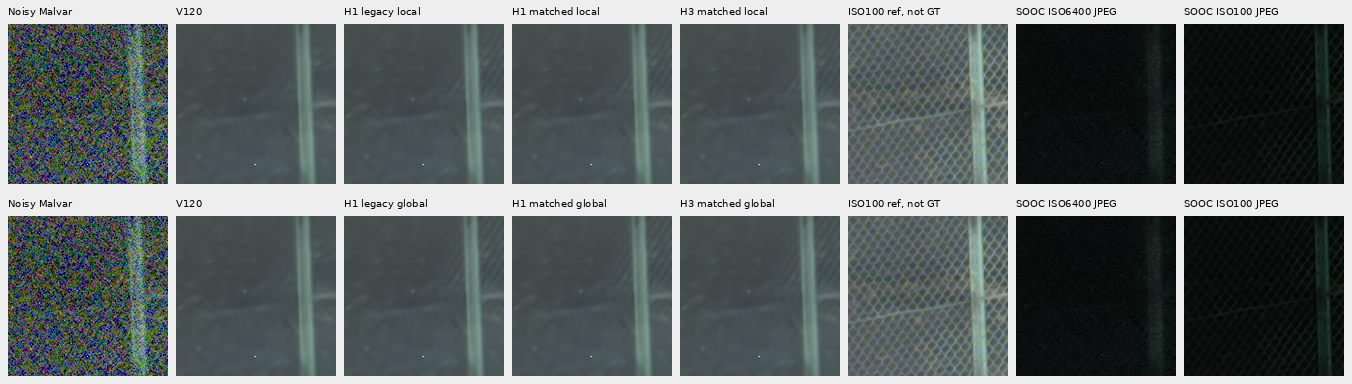 Noisy Malvar V120 H1 legacy local H1 matched local H3 matched local ISO100 ref, not GT SOOC ISO6400 JPEG SOOC ISO100 JPEG
Noisy Malvar V120 H1 legacy global H1 matched global H3 matched global ISO100 ref, not GT SOOC ISO6400 JPEG SOOC ISO100 JPEG